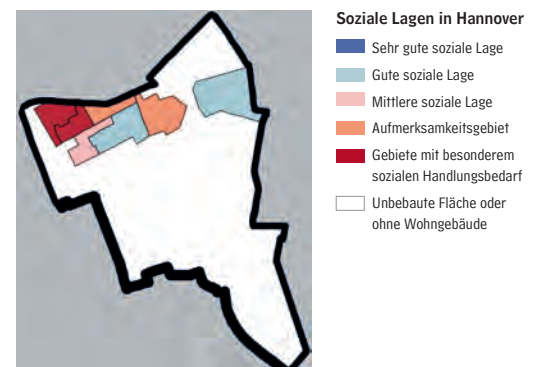 Soziale Lagen in Hannover
Sehr gute soziale Lage
Gute soziale Lage
Mittlere soziale Lage
Aufmerksamkeitsgebiet
Gebiete mit besonderem
sozialen Handlungsbedarf
Unbebaute Fläche oder
ohne Wohngebäude